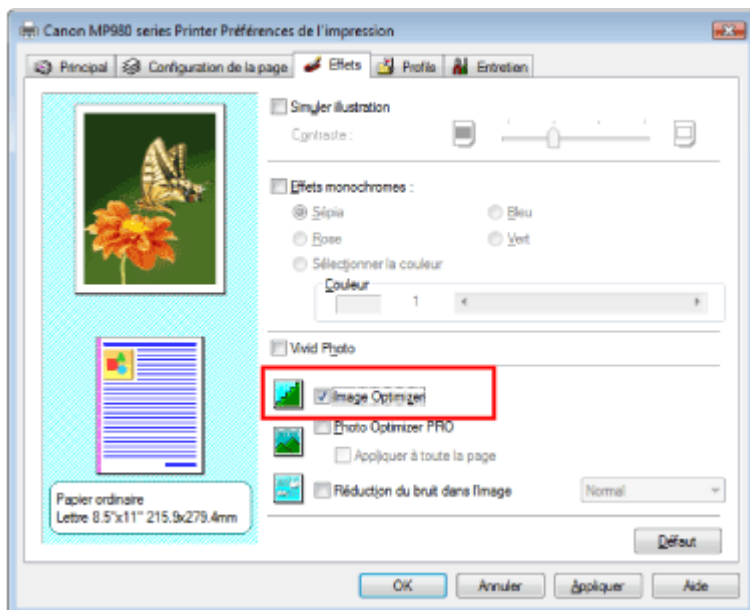 Canon MP980 series Printer Préférences de l'impression
Principal Configuration de la page Effets Profils Entretien
Simuler illustration
Contraste :
Effets monochromes :
Sépia Bleu
Rose Vert
Sélectionner la couleur
Couleur
1
Vivid Photo
Image Optimizer
Photo Optimizer PRO
Appliquer à toute la page
Réduction du bruit dans l'image Normal
Papier ordinaire
Lettre 8.5"x11" 215.9x279.4mm
Défaut
OK Annuler Appliquer Aide